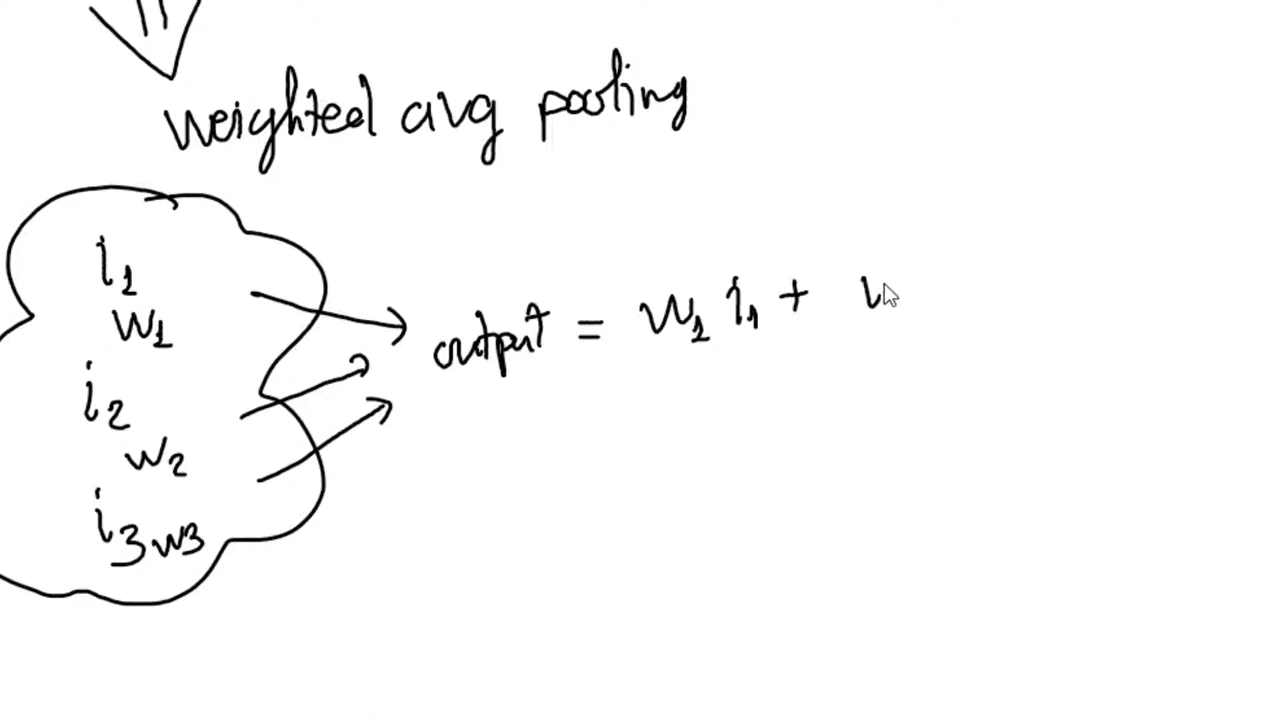 weighted avg pooling
i1
w1
output = w1 i1 +
i2
w2
i3 w3